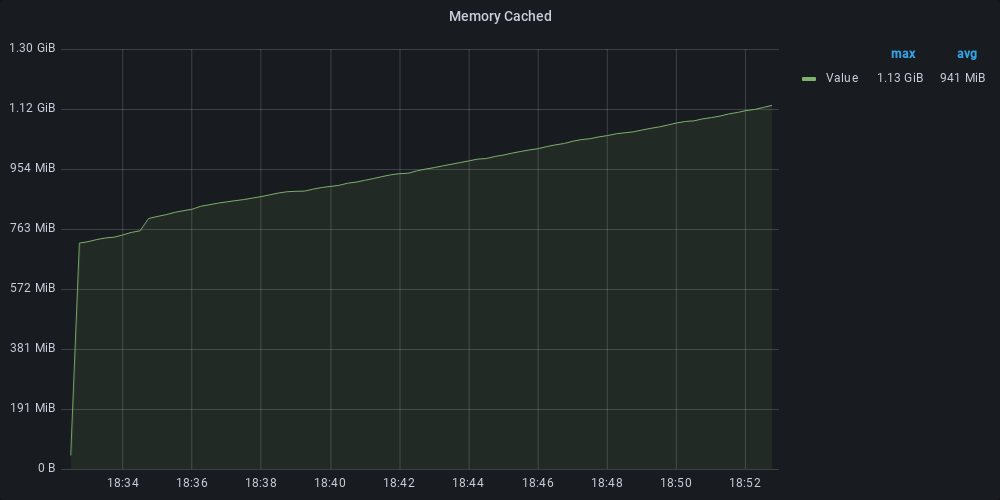 Memory Cached
1.30 GiB
1.12 GiB
954 MiB
763 MiB
572 MiB
381 MiB
191 MiB
0 B
18:34 18:36 18:38 18:40 18:42 18:44 18:46 18:48 18:50 18:52
max avg
Value 1.13 GiB 941 MiB